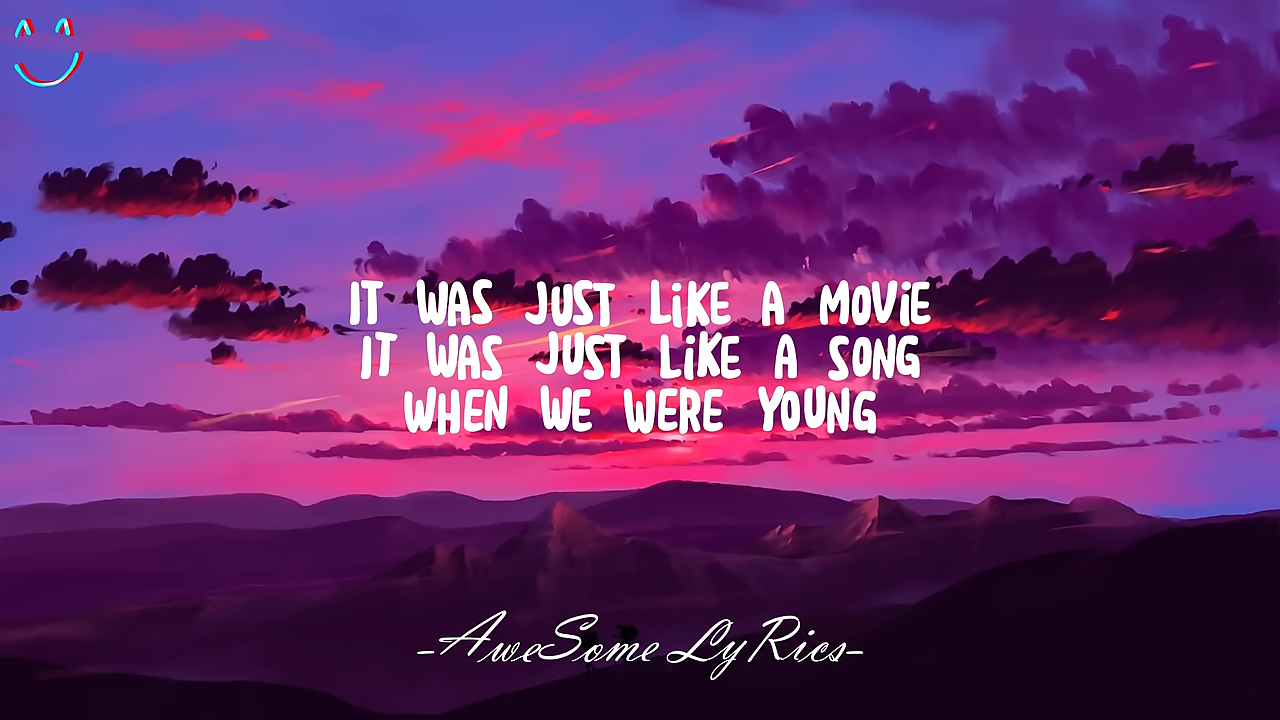 IT WAS JUST LiKE A MOViE
IT WAS JUST LiKE A SONG
WHEN WE WERE YOUNG
-AweSome LyRics-